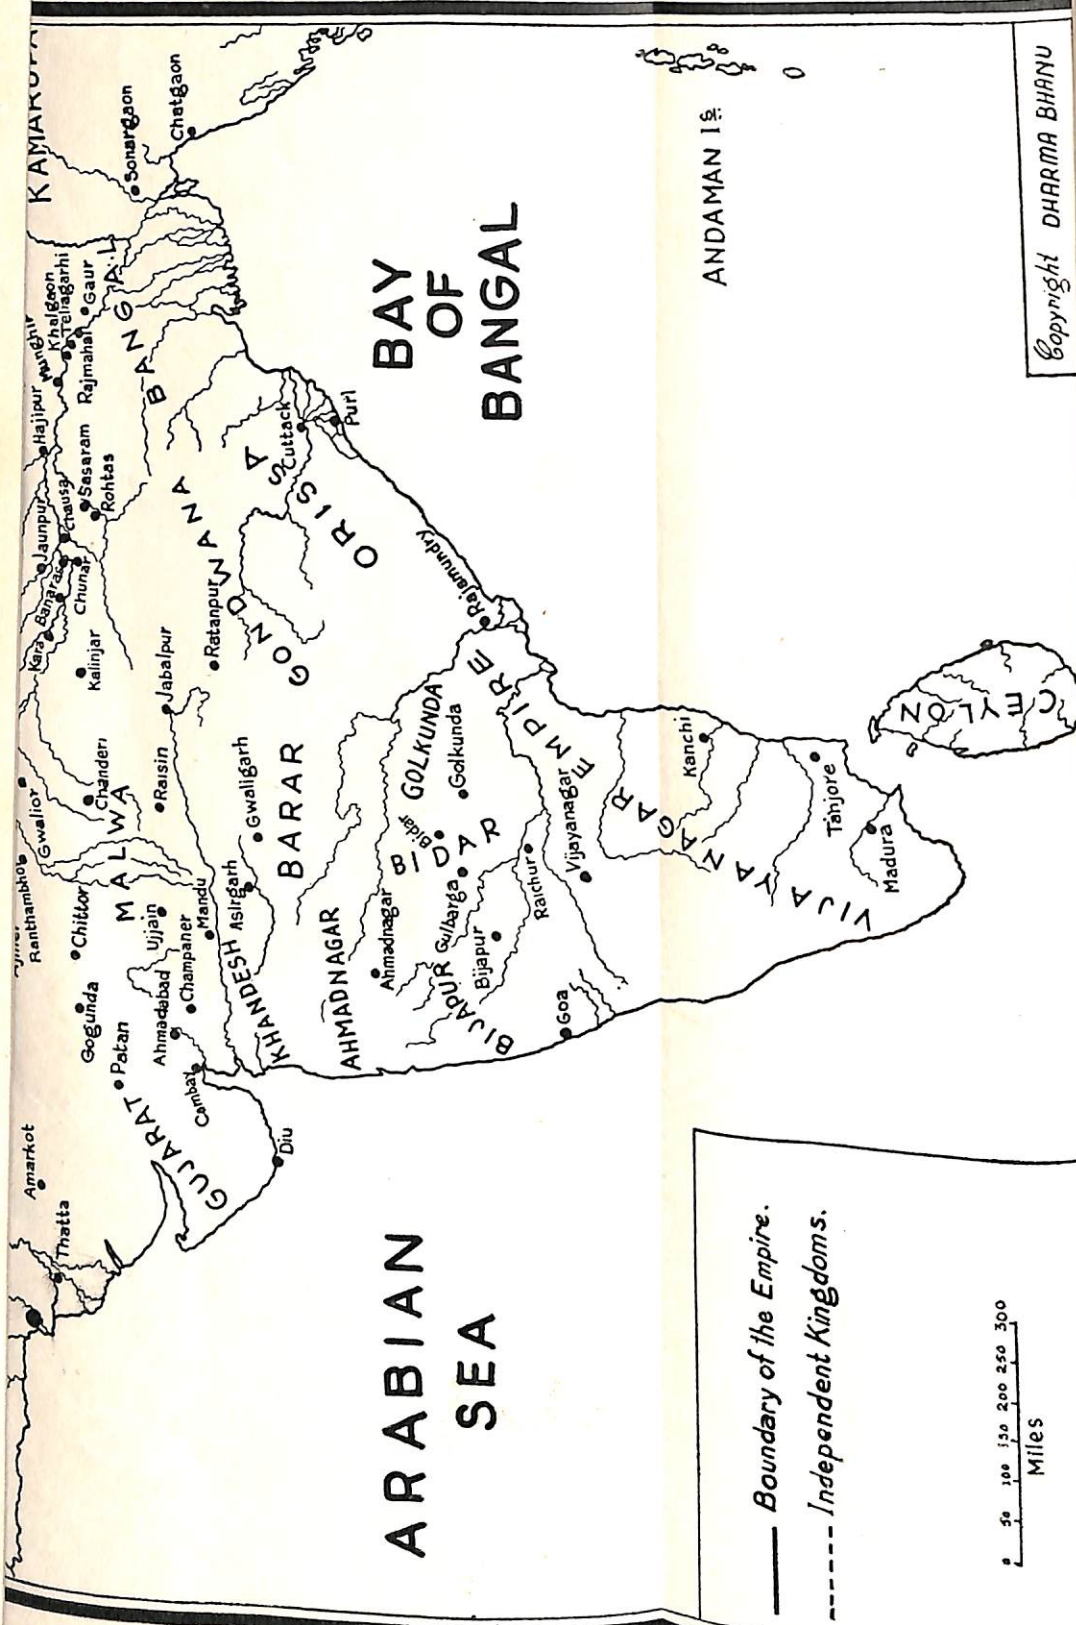 KAMARUPA
Ranthambhor
Gwalior
Kara
Banaras
Jaunpur
Chausa
Hajipur
Munghir
Khalgaon
Teliagarhi
Amarkot
Thatta
Gogunda
Chittor
Chanderi
Kalinjar
Chunar
Sasaram
Rohtas
Rajmahal
Gaur
Sonargaon
Chatgaon
Patan
MALWA
BANGAL
Ahmadabad
Ujjain
Champaner
Mandu
Raisin
Jabalpur
Ratanpur
GUJARAT
Combay
Diu
KHANDESH
Asirgarh
Gwaligarh
GONDWANA
BARAR
ORISSA
Cuttack
Puri
AHMADNAGAR
Ahmadnagar
BIDAR
Bidar
GOLKUNDA
Golkunda
Rajamundry
BIJAPUR
Gulbarga
Bijapur
Raichur
Goa
Vijayanagar
VIJAYANAGAR EMPIRE
Kanchi
Tanjore
Madura
CEYLON
ARABIAN
SEA
BAY
OF
BANGAL
ANDAMAN Is.
Boundary of the Empire.
Independent Kingdoms.
0 50 100 150 200 250 300
Miles
Copyright DHARMA BHANU